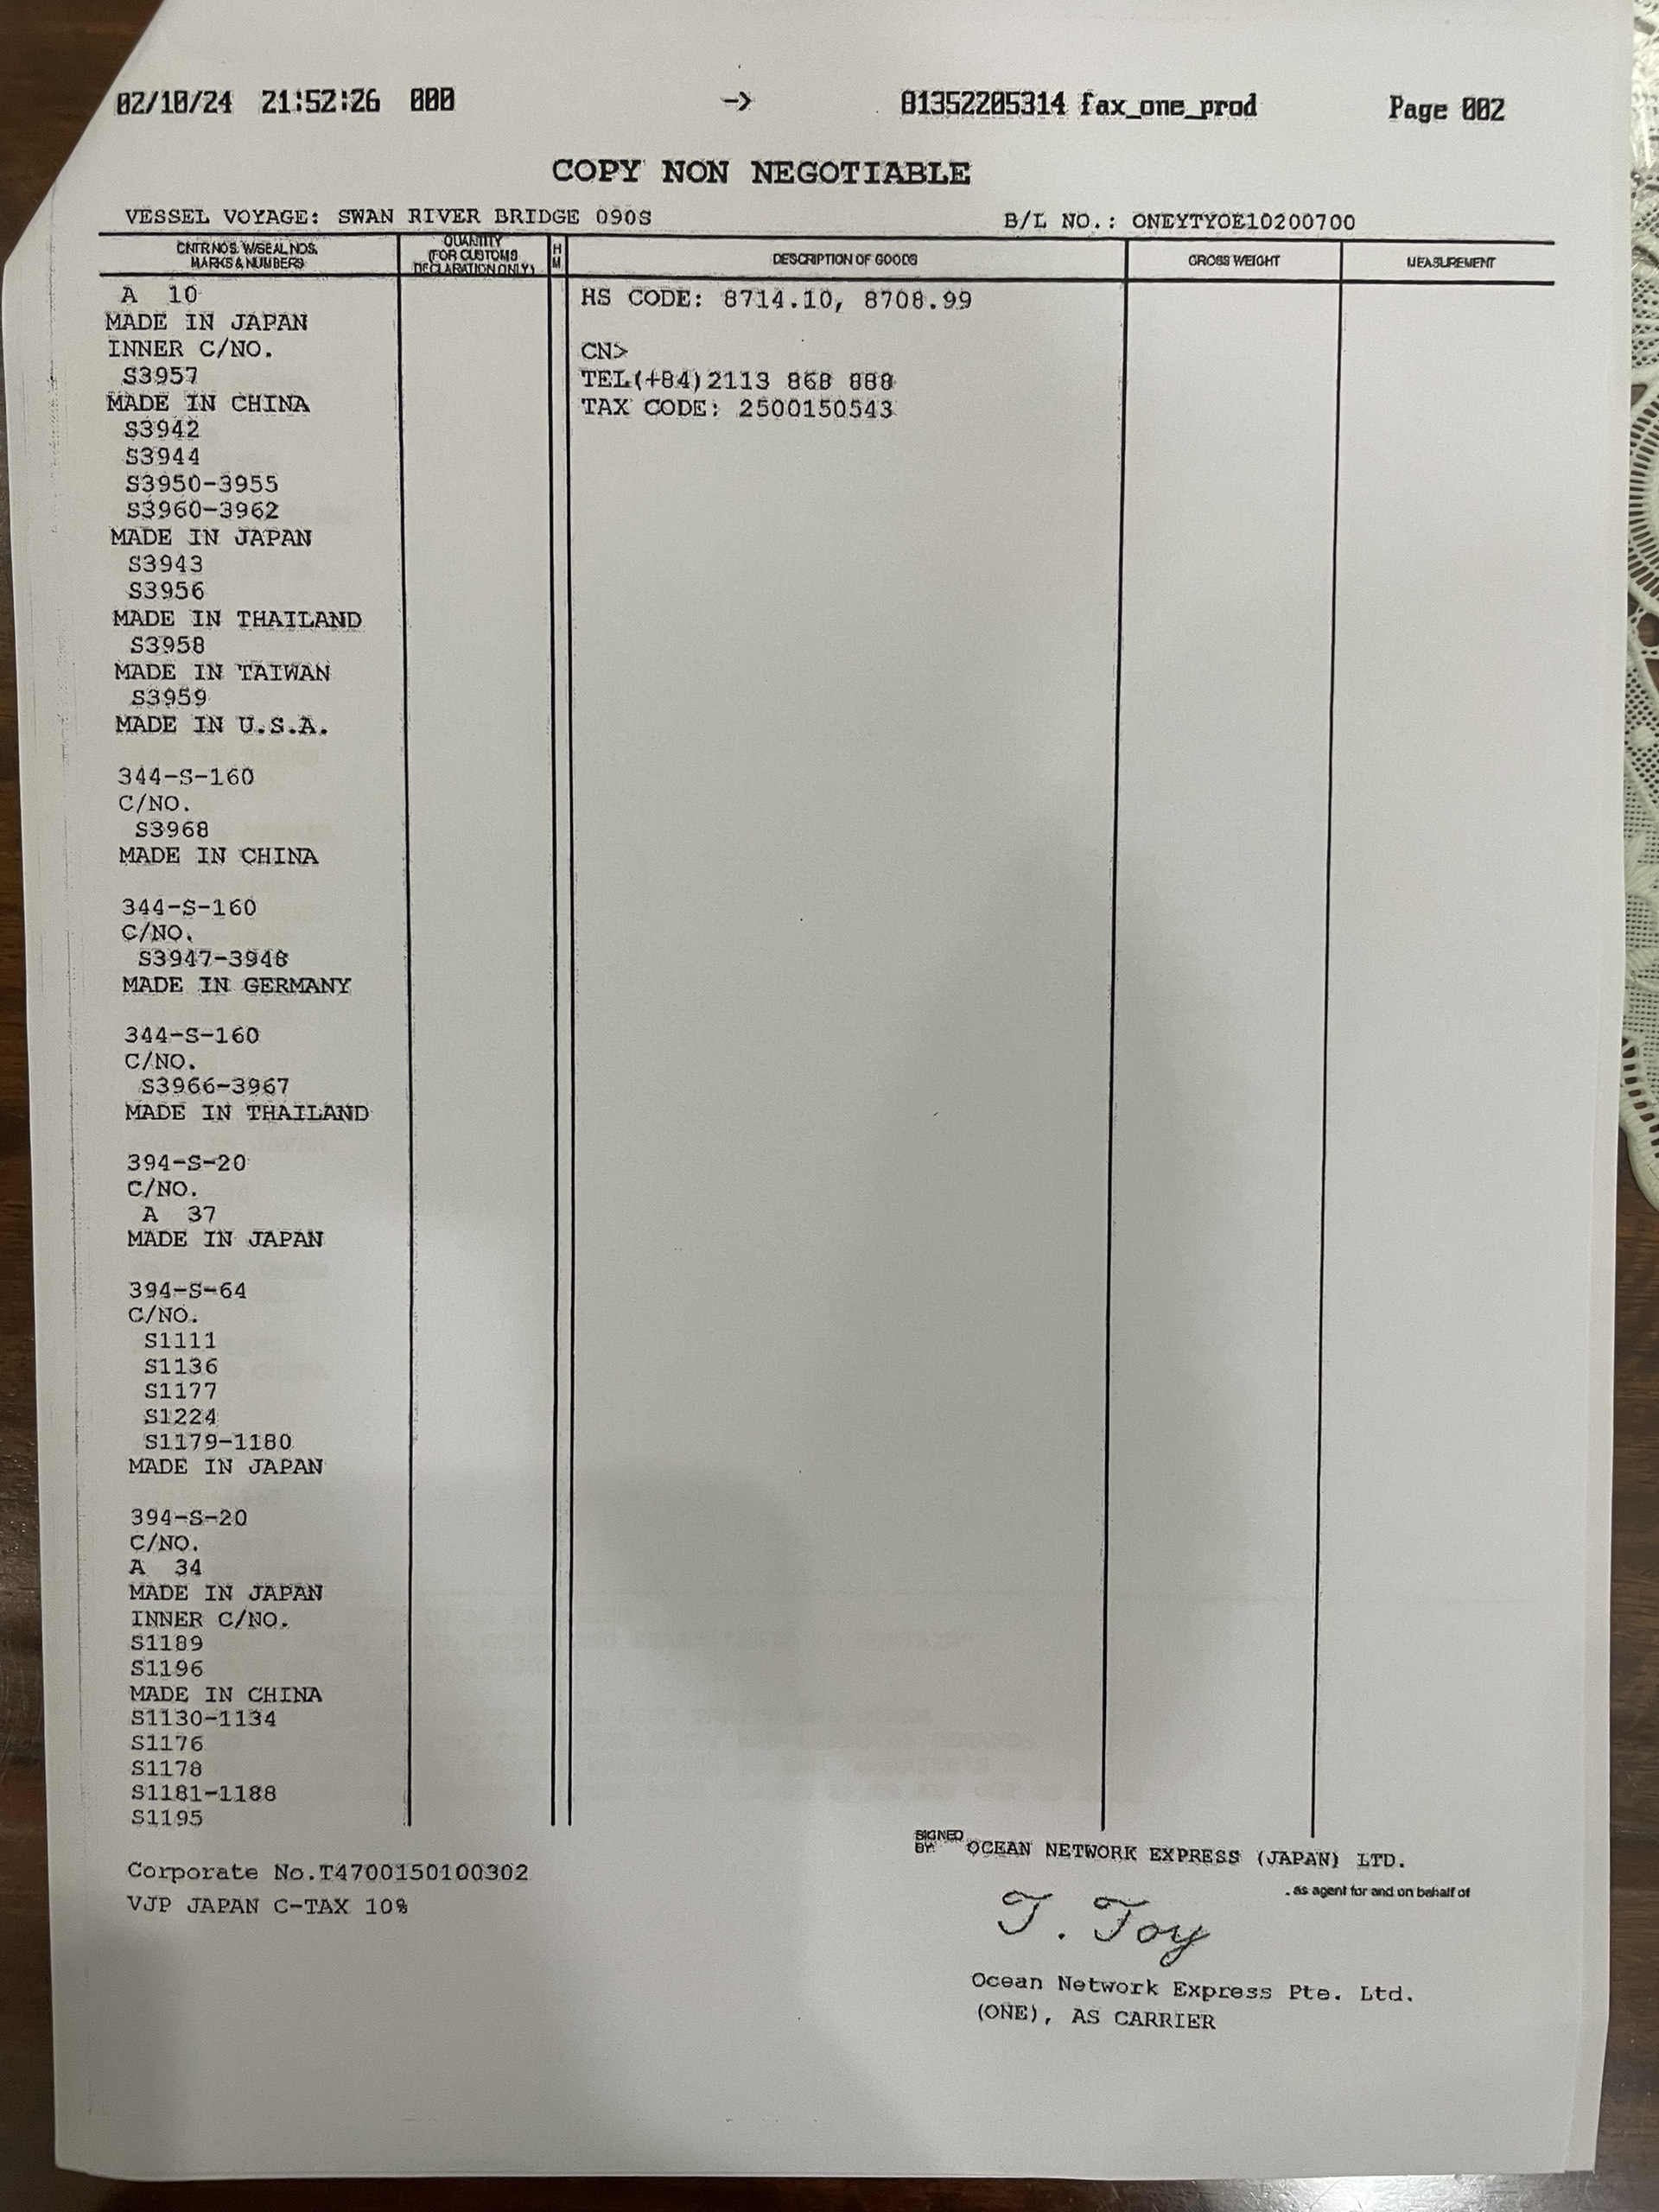 02/10/24 21:52:26 000 -> 81352205314 fax_one_prod Page 002
COPY NON NEGOTIABLE
VESSEL VOYAGE: SWAN RIVER BRIDGE 090S B/L NO.: ONEYTYOE10200700
CNTR NOS. W/SEAL NOS.
MARKS & NUMBERS
QUANTITY
(FOR CUSTOMS
DECLARATION ONLY)
H
M
DESCRIPTION OF GOODS
GROSS WEIGHT
MEASUREMENT
A 10
MADE IN JAPAN
INNER C/NO.
S3957
MADE IN CHINA
S3942
S3944
S3950-3955
S3960-3962
MADE IN JAPAN
S3943
S3956
MADE IN THAILAND
S3958
MADE IN TAIWAN
S3959
MADE IN U.S.A.
344-S-160
C/NO.
S3968
MADE IN CHINA
344-S-160
C/NO.
S3947-3948
MADE IN GERMANY
344-S-160
C/NO.
S3966-3967
MADE IN THAILAND
394-S-20
C/NO.
A 37
MADE IN JAPAN
394-S-64
C/NO.
S1111
S1136
S1177
S1224
S1179-1180
MADE IN JAPAN
394-S-20
C/NO.
A 34
MADE IN JAPAN
INNER C/NO.
S1189
S1196
MADE IN CHINA
S1130-1134
S1176
S1178
S1181-1188
S1195
HS CODE: 8714.10, 8708.99
CN>
TEL(+84)2113 868 888
TAX CODE: 2500150543
Corporate No.T4700150100302
VJP JAPAN C-TAX 10%
SIGNED
BY: OCEAN NETWORK EXPRESS (JAPAN) LTD.
, as agent for and on behalf of
T. Toy
Ocean Network Express Pte. Ltd.
(ONE), AS CARRIER